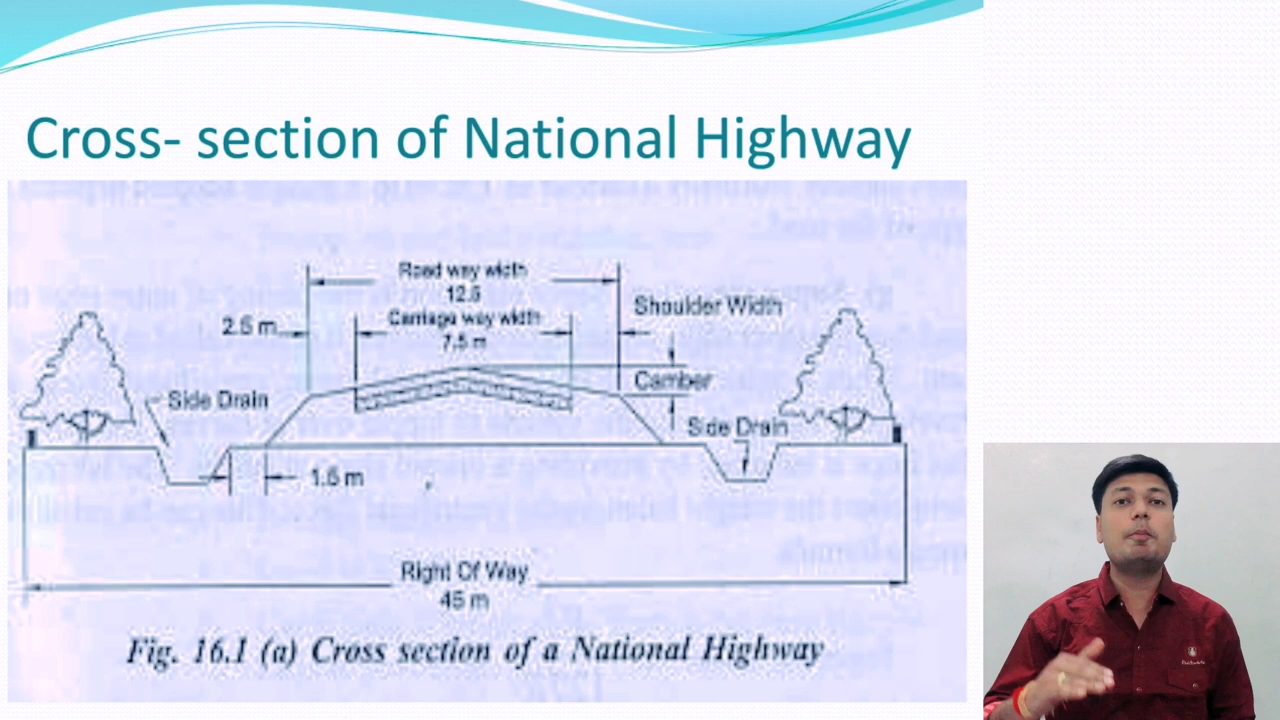 Cross- section of National Highway
Road way width
12.5
Shoulder Width
2.5 m
Carriage way width
7.5 m
Camber
Side Drain
Side Drain
1.5 m
Right Of Way
45 m
Fig. 16.1 (a) Cross section of a National Highway